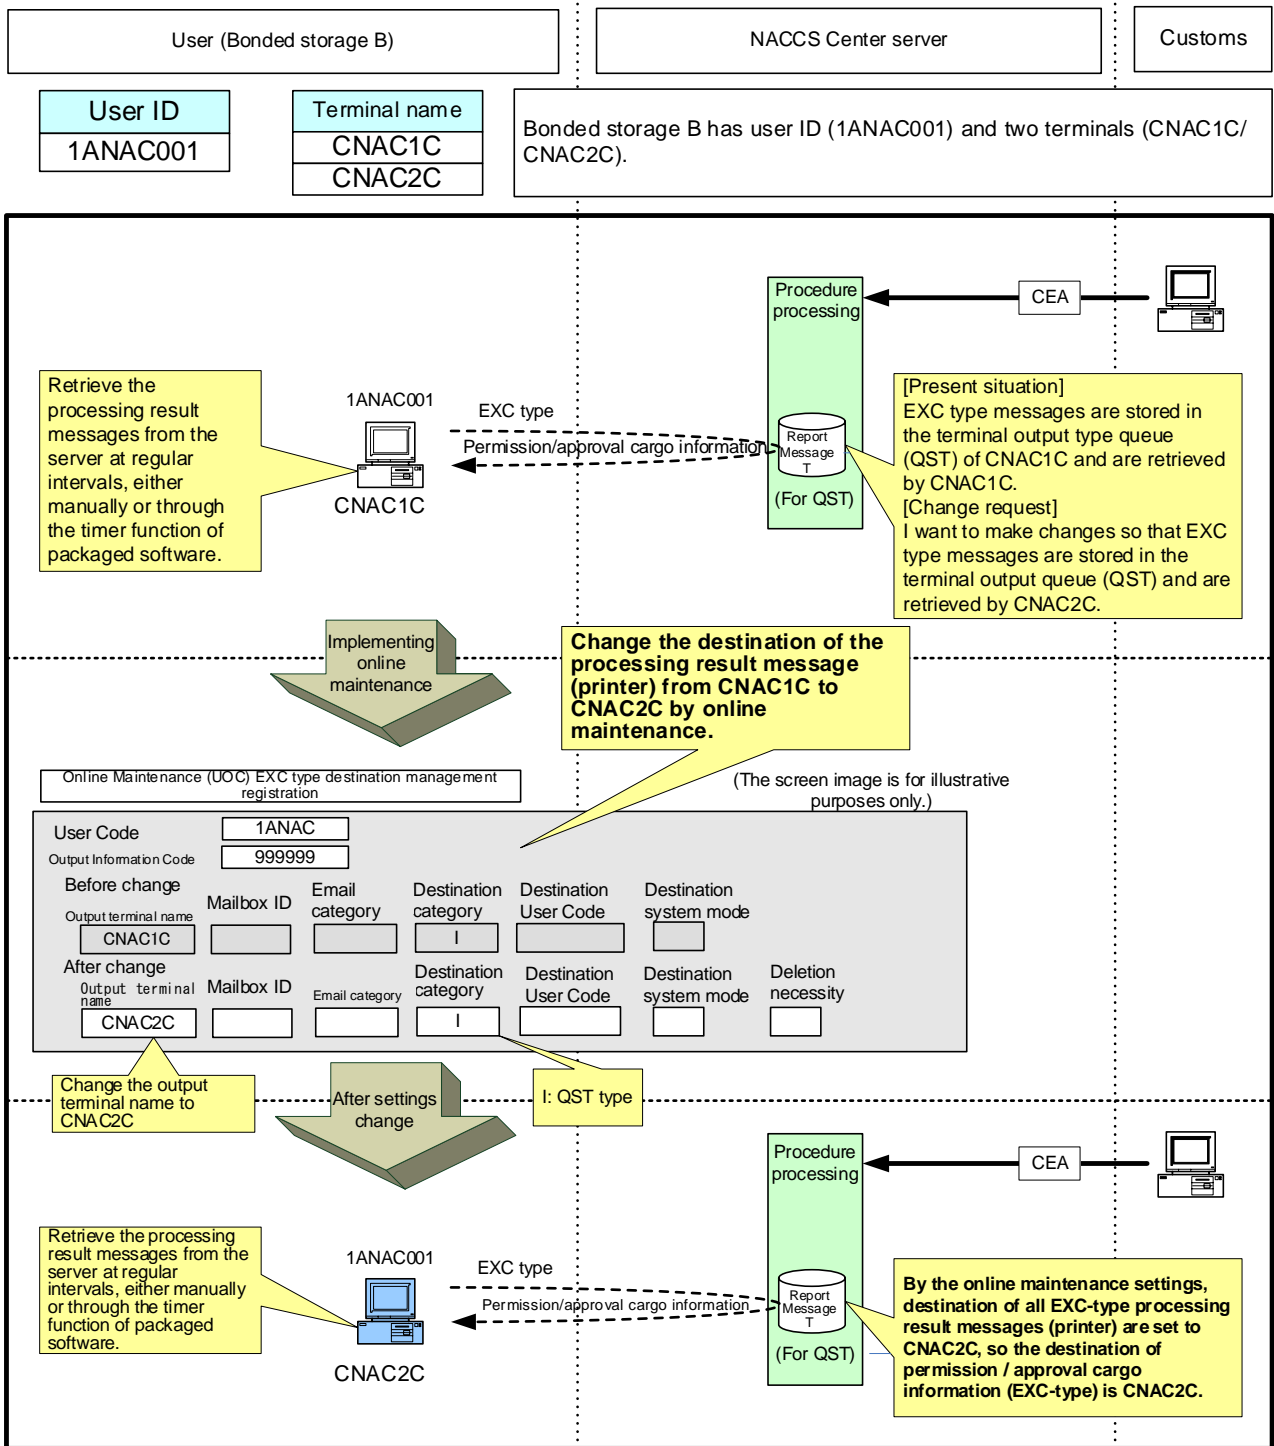 User (Bonded storage B)
NACCS Center server
Customs
User ID
1ANAC001
Terminal name
CNAC1C
CNAC2C
Bonded storage B has user ID (1ANAC001) and two terminals (CNAC1C/
CNAC2C).
Procedure
processing
CEA
Retrieve the
processing result
messages from the
server at regular
intervals, either
manually or through
the timer function of
packaged software.
1ANAC001
CNAC1C
EXC type
Permission/approval cargo information
Report
Message
T
(For QST)
[Present situation]
EXC type messages are stored in
the terminal output type queue
(QST) of CNAC1C and are retrieved
by CNAC1C.
[Change request]
I want to make changes so that EXC
type messages are stored in the
terminal output queue (QST) and are
retrieved by CNAC2C.
Implementing
online
maintenance
Change the destination of the
processing result message
(printer) from CNAC1C to
CNAC2C by online
maintenance.
Online Maintenance (UOC) EXC type destination management
registration
(The screen image is for illustrative
purposes only.)
User Code
1ANAC
Output Information Code
999999
Before change
Output terminal name
CNAC1C
Mailbox ID
Email
category
Destination
category
I
Destination
User Code
Destination
system mode
After change
Output terminal
name
CNAC2C
Mailbox ID
Email category
Destination
category
I
Destination
User Code
Destination
system mode
Deletion
necessity
Change the output
terminal name to
CNAC2C
After settings
change
I: QST type
Procedure
processing
CEA
Retrieve the processing
result messages from the
server at regular
intervals, either manually
or through the timer
function of packaged
software.
1ANAC001
CNAC2C
EXC type
Permission/approval cargo information
Report
Message
T
(For QST)
By the online maintenance settings,
destination of all EXC-type processing
result messages (printer) are set to
CNAC2C, so the destination of
permission / approval cargo
information (EXC-type) is CNAC2C.